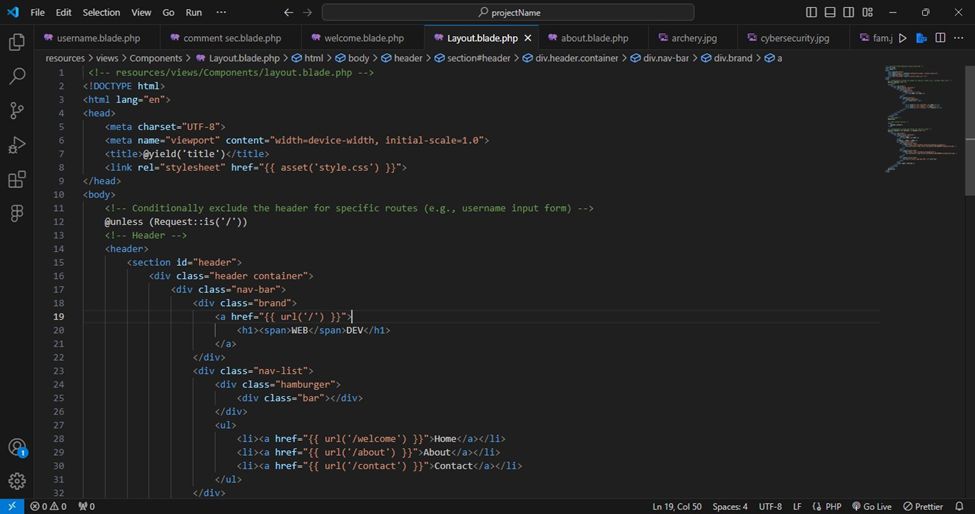 File Edit Selection View Go Run ··· projectName
username.blade.php comment sec.blade.php welcome.blade.php Layout.blade.php about.blade.php archery.jpg cybersecurity.jpg fam.j
resources > views > Components > Layout.blade.php > html > body > header > section#header > div.header.container > div.nav-bar > div.brand > a
1 <!-- resources/views/Components/layout.blade.php -->
2 <!DOCTYPE html>
3 <html lang="en">
4 <head>
5 <meta charset="UTF-8">
6 <meta name="viewport" content="width=device-width, initial-scale=1.0">
7 <title>@yield('title')</title>
8 <link rel="stylesheet" href="{{ asset('style.css') }}">
9 </head>
10 <body>
11 <!-- Conditionally exclude the header for specific routes (e.g., username input form) -->
12 @unless (Request::is('/'))
13 <!-- Header -->
14 <header>
15 <section id="header">
16 <div class="header container">
17 <div class="nav-bar">
18 <div class="brand">
19 <a href="{{ url('/') }}">
20 <h1><span>WEB</span>DEV</h1>
21 </a>
22 </div>
23 <div class="nav-list">
24 <div class="hamburger">
25 <div class="bar"></div>
26 </div>
27 <ul>
28 <li><a href="{{ url('/welcome') }}">Home</a></li>
29 <li><a href="{{ url('/about') }}">About</a></li>
30 <li><a href="{{ url('/contact') }}">Contact</a></li>
31 </ul>
32 </div>
1
0 0 0 Ln 19, Col 50 Spaces: 4 UTF-8 LF PHP Go Live Prettier